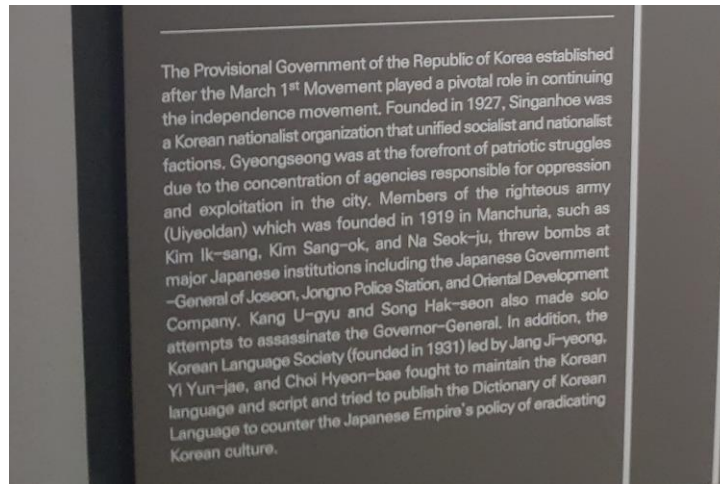 The Provisional Government of the Republic of Korea established
after the March 1st Movement played a pivotal role in continuing
the independence movement. Founded in 1927, Singanhoe was
a Korean nationalist organization that unified socialist and nationalist
factions. Gyeongseong was at the forefront of patriotic struggles
due to the concentration of agencies responsible for oppression
and exploitation in the city. Members of the righteous army
(Uiyeoldan) which was founded in 1919 in Manchuria, such as
Kim Ik-sang, Kim Sang-ok, and Na Seok-ju, threw bombs at
major Japanese institutions including the Japanese Government
-General of Joseon, Jongno Police Station, and Oriental Development
Company. Kang U-gyu and Song Hak-seon also made solo
attempts to assassinate the Governor-General. In addition, the
Korean Language Society (founded in 1931) led by Jang Ji-yeong,
Yi Yun-jae, and Choi Hyeon-bae fought to maintain the Korean
language and script and tried to publish the Dictionary of Korean
Language to counter the Japanese Empire's policy of eradicating
Korean culture.